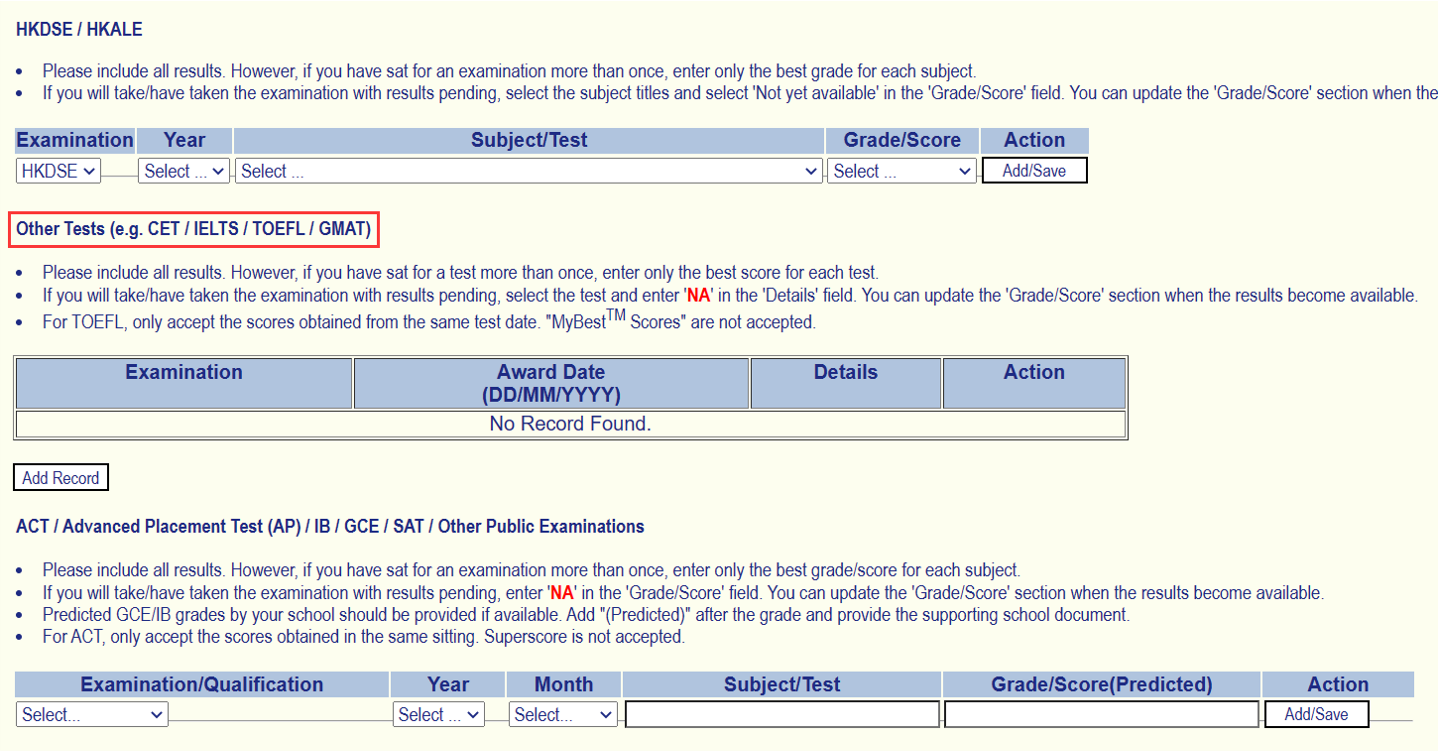 HKDSE / HKALE
• Please include all results. However, if you have sat for an examination more than once, enter only the best grade for each subject.
• If you will take/have taken the examination with results pending, select the subject titles and select 'Not yet available' in the 'Grade/Score' field. You can update the 'Grade/Score' section when the
Examination Year Subject/Test Grade/Score Action
HKDSE Select ... Select ... Select ... Add/Save
Other Tests (e.g. CET / IELTS / TOEFL / GMAT)
• Please include all results. However, if you have sat for a test more than once, enter only the best score for each test.
• If you will take/have taken the examination with results pending, select the test and enter 'NA' in the 'Details' field. You can update the 'Grade/Score' section when the results become available.
• For TOEFL, only accept the scores obtained from the same test date. "MyBest™ Scores" are not accepted.
Examination Award Date Details Action
(DD/MM/YYYY)
No Record Found.
Add Record
ACT / Advanced Placement Test (AP) / IB / GCE / SAT / Other Public Examinations
• Please include all results. However, if you have sat for an examination more than once, enter only the best grade/score for each subject.
• If you will take/have taken the examination with results pending, enter 'NA' in the 'Grade/Score' field. You can update the 'Grade/Score' section when the results become available.
• Predicted GCE/IB grades by your school should be provided if available. Add "(Predicted)" after the grade and provide the supporting school document.
• For ACT, only accept the scores obtained in the same sitting. Superscore is not accepted.
Examination/Qualification Year Month Subject/Test Grade/Score(Predicted) Action
Select... Select ... Select... Add/Save